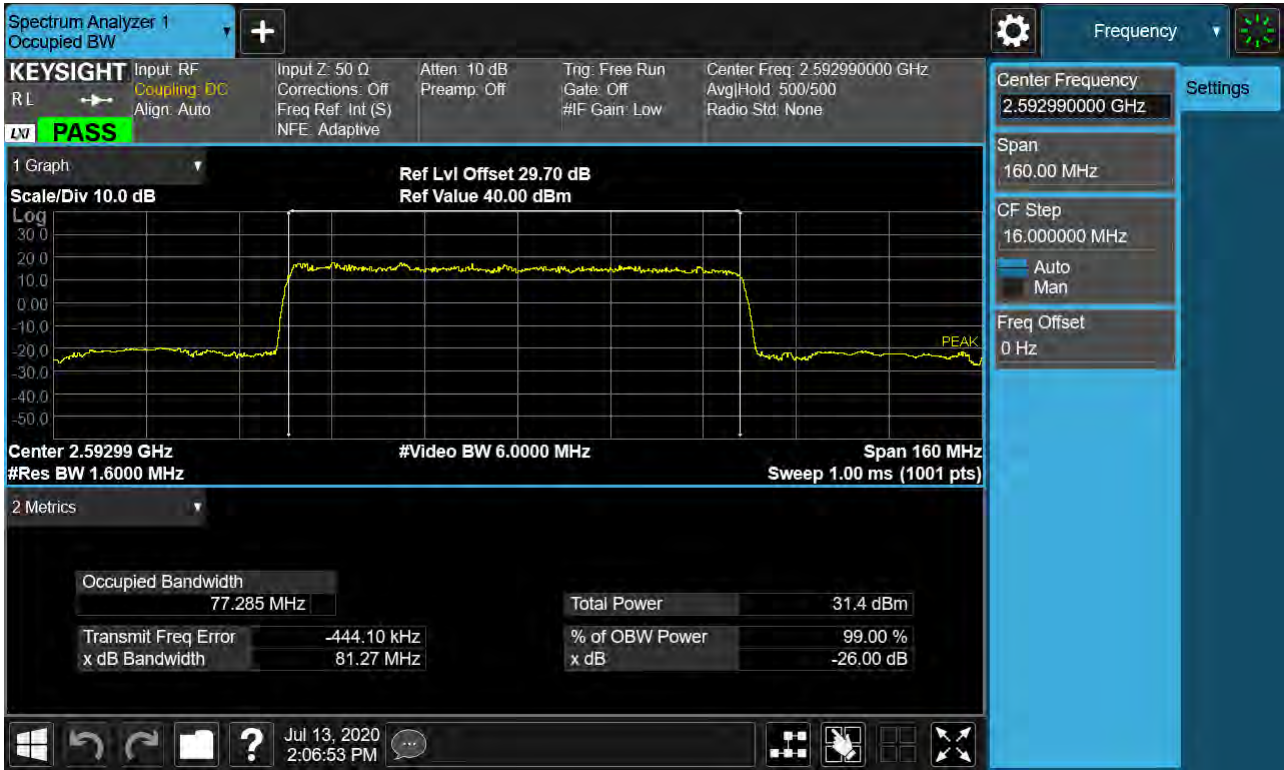 Spectrum Analyzer 1
Occupied BW
+
Frequency
KEYSIGHT
RL
LXI
PASS
Input: RF
Coupling: DC
Align: Auto
Input Z: 50 Ω
Corrections: Off
Freq Ref: Int (S)
NFE: Adaptive
Atten: 10 dB
Preamp: Off
Trig: Free Run
Gate: Off
#IF Gain: Low
Center Freq: 2.592990000 GHz
Avg|Hold: 500/500
Radio Std: None
Center Frequency
2.592990000 GHz
Settings
Span
160.00 MHz
CF Step
16.000000 MHz
Auto
Man
Freq Offset
0 Hz
1 Graph
Scale/Div 10.0 dB
Ref Lvl Offset 29.70 dB
Ref Value 40.00 dBm
Log
30.0
20.0
10.0
0.00
-10.0
-20.0
-30.0
-40.0
-50.0
PEAK
Center 2.59299 GHz
#Video BW 6.0000 MHz
Span 160 MHz
#Res BW 1.6000 MHz
Sweep 1.00 ms (1001 pts)
2 Metrics
Occupied Bandwidth
77.285 MHz
Transmit Freq Error -444.10 kHz
x dB Bandwidth 81.27 MHz
Total Power 31.4 dBm
% of OBW Power 99.00 %
x dB -26.00 dB
?
Jul 13, 2020
2:06:53 PM